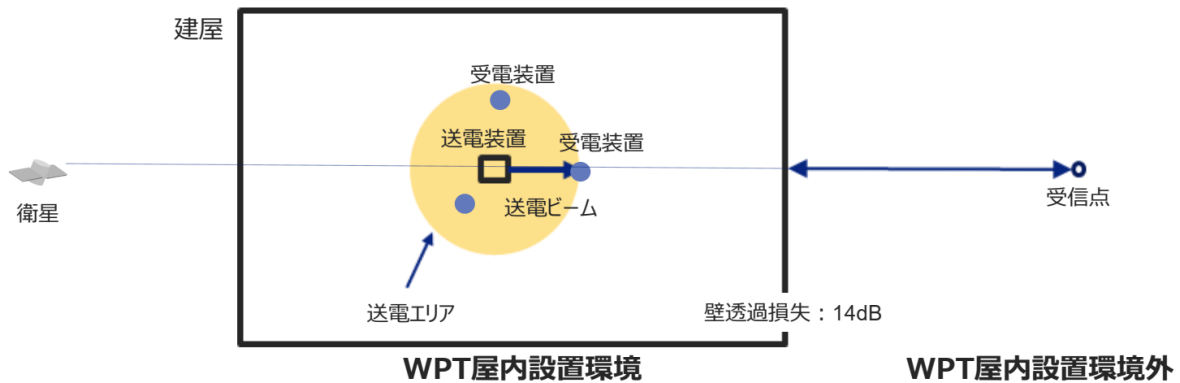 建屋
受電装置
送電装置
受電装置
衛星
送電ビーム
受信点
送電エリア
壁透過損失：14dB
WPT屋内設置環境
WPT屋内設置環境外